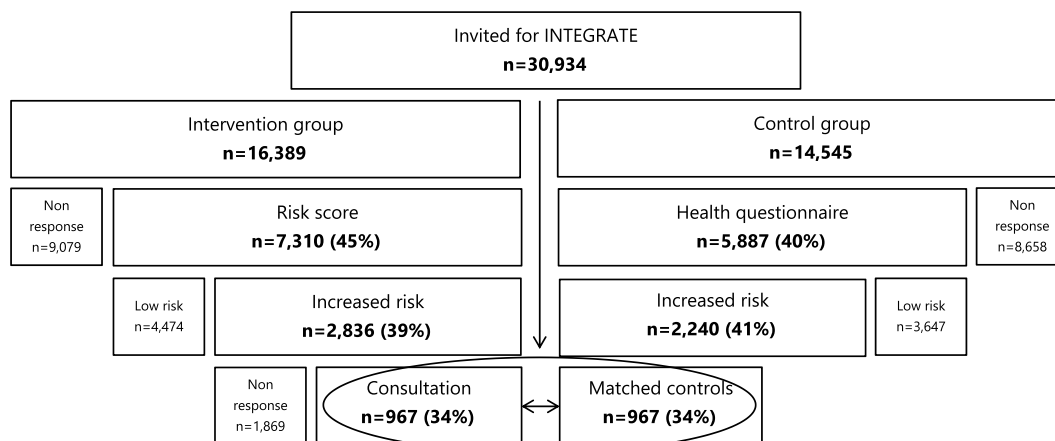 Invited for INTEGRATE
n=30,934
Intervention group
n=16,389
Control group
n=14,545
Non
response
n=9,079
Risk score
n=7,310 (45%)
Health questionnaire
n=5,887 (40%)
Non
response
n=8,658
Low risk
n=4,474
Increased risk
n=2,836 (39%)
Increased risk
n=2,240 (41%)
Low risk
n=3,647
Non
response
n=1,869
Consultation
n=967 (34%)
Matched controls
n=967 (34%)